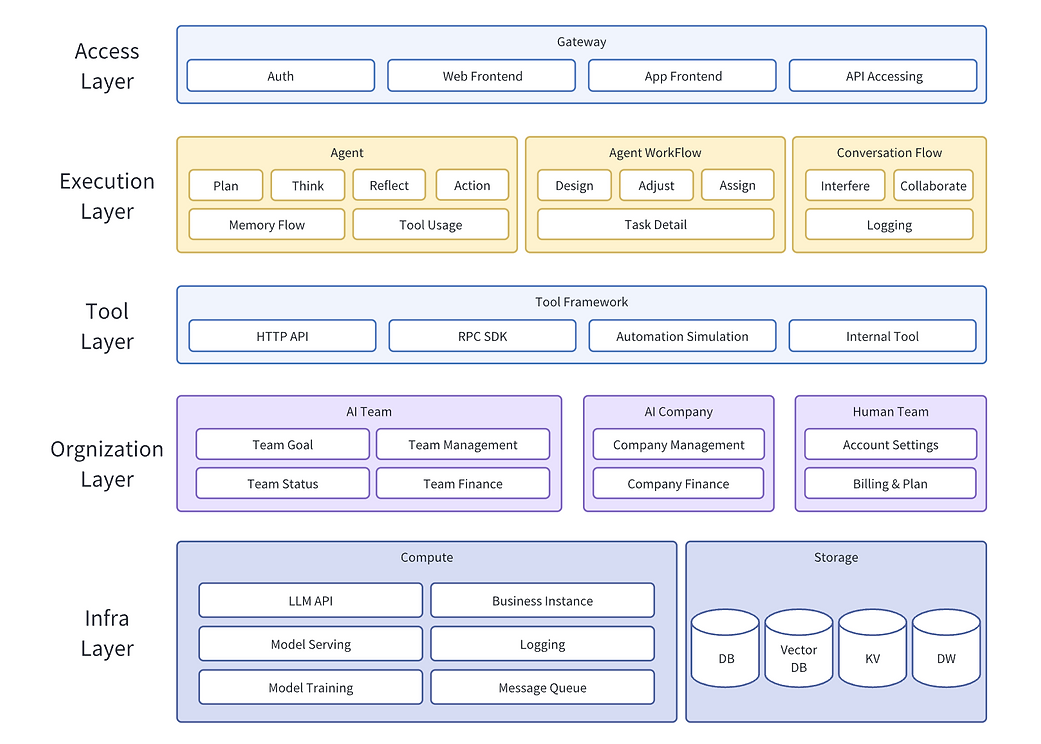 Access
Layer
Gateway
Auth
Web Frontend
App Frontend
API Accessing
Execution
Layer
Agent
Plan
Think
Reflect
Action
Memory Flow
Tool Usage
Agent WorkFlow
Design
Adjust
Assign
Task Detail
Conversation Flow
Interfere
Collaborate
Logging
Tool
Layer
Tool Framework
HTTP API
RPC SDK
Automation Simulation
Internal Tool
Orgnization
Layer
AI Team
Team Goal
Team Management
Team Status
Team Finance
AI Company
Company Management
Company Finance
Human Team
Account Settings
Billing & Plan
Infra
Layer
Compute
LLM API
Business Instance
Model Serving
Logging
Model Training
Message Queue
Storage
DB
Vector
DB
KV
DW